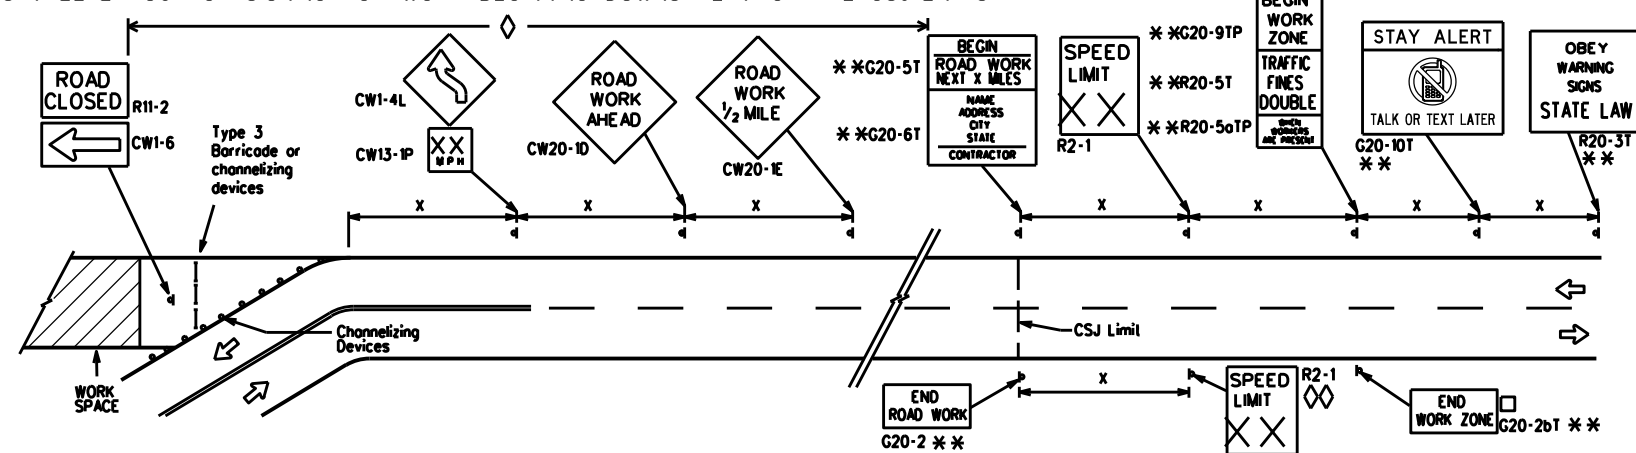 ROAD
CLOSED
R11-2
CW1-6
Type 3
Barricade or
channelizing
devices
CW1-4L
XX
MPH
CW13-1P
ROAD
WORK
AHEAD
CW20-1D
ROAD
WORK
1/2 MILE
CW20-1E
* *G20-5T
* *G20-6T
BEGIN
ROAD WORK
NEXT X MILES
NAME
ADDRESS
CITY
STATE
CONTRACTOR
SPEED
LIMIT
X X
R2-1
* *G20-9TP
* *R20-5T
* *R20-5aTP
BEGIN
WORK
ZONE
TRAFFIC
FINES
DOUBLE
WHEN
WORKERS
ARE PRESENT
STAY ALERT
TALK OR TEXT LATER
G20-10T
* *
OBEY
WARNING
SIGNS
STATE LAW
R20-3T
* *
X
X
X
X
X
X
X
Channelizing
Devices
WORK
SPACE
CSJ Limit
X
END
ROAD WORK
G20-2 * *
SPEED
LIMIT
X X
R2-1
END
WORK ZONE
G20-2bT * *